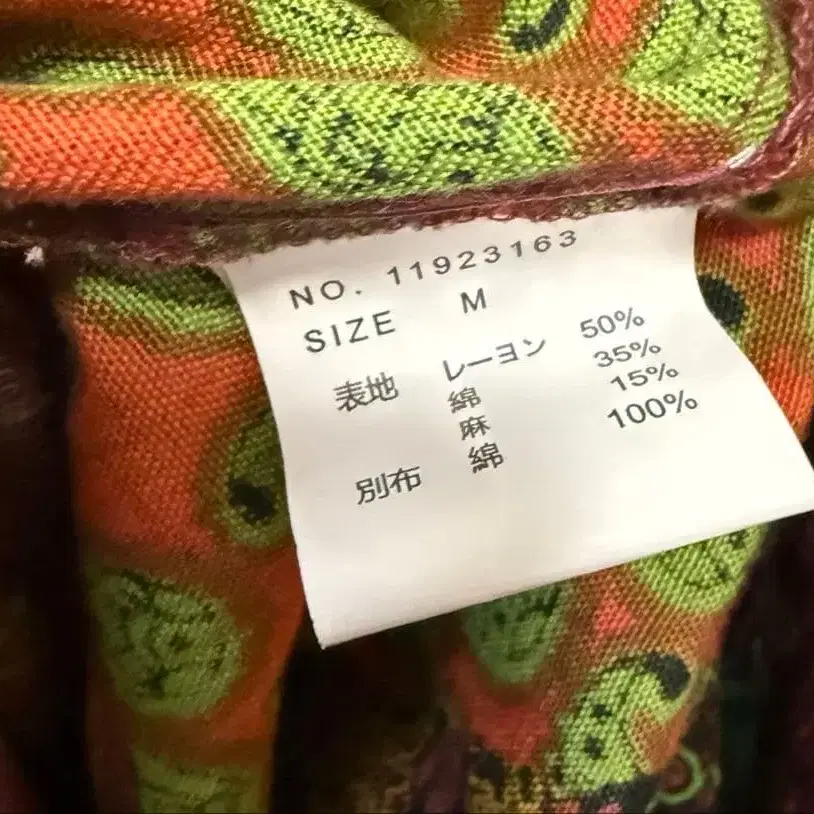 NO. 11923163
SIZE M
表地 レーヨン 50%
綿 35%
麻 15%
別布 綿 100%